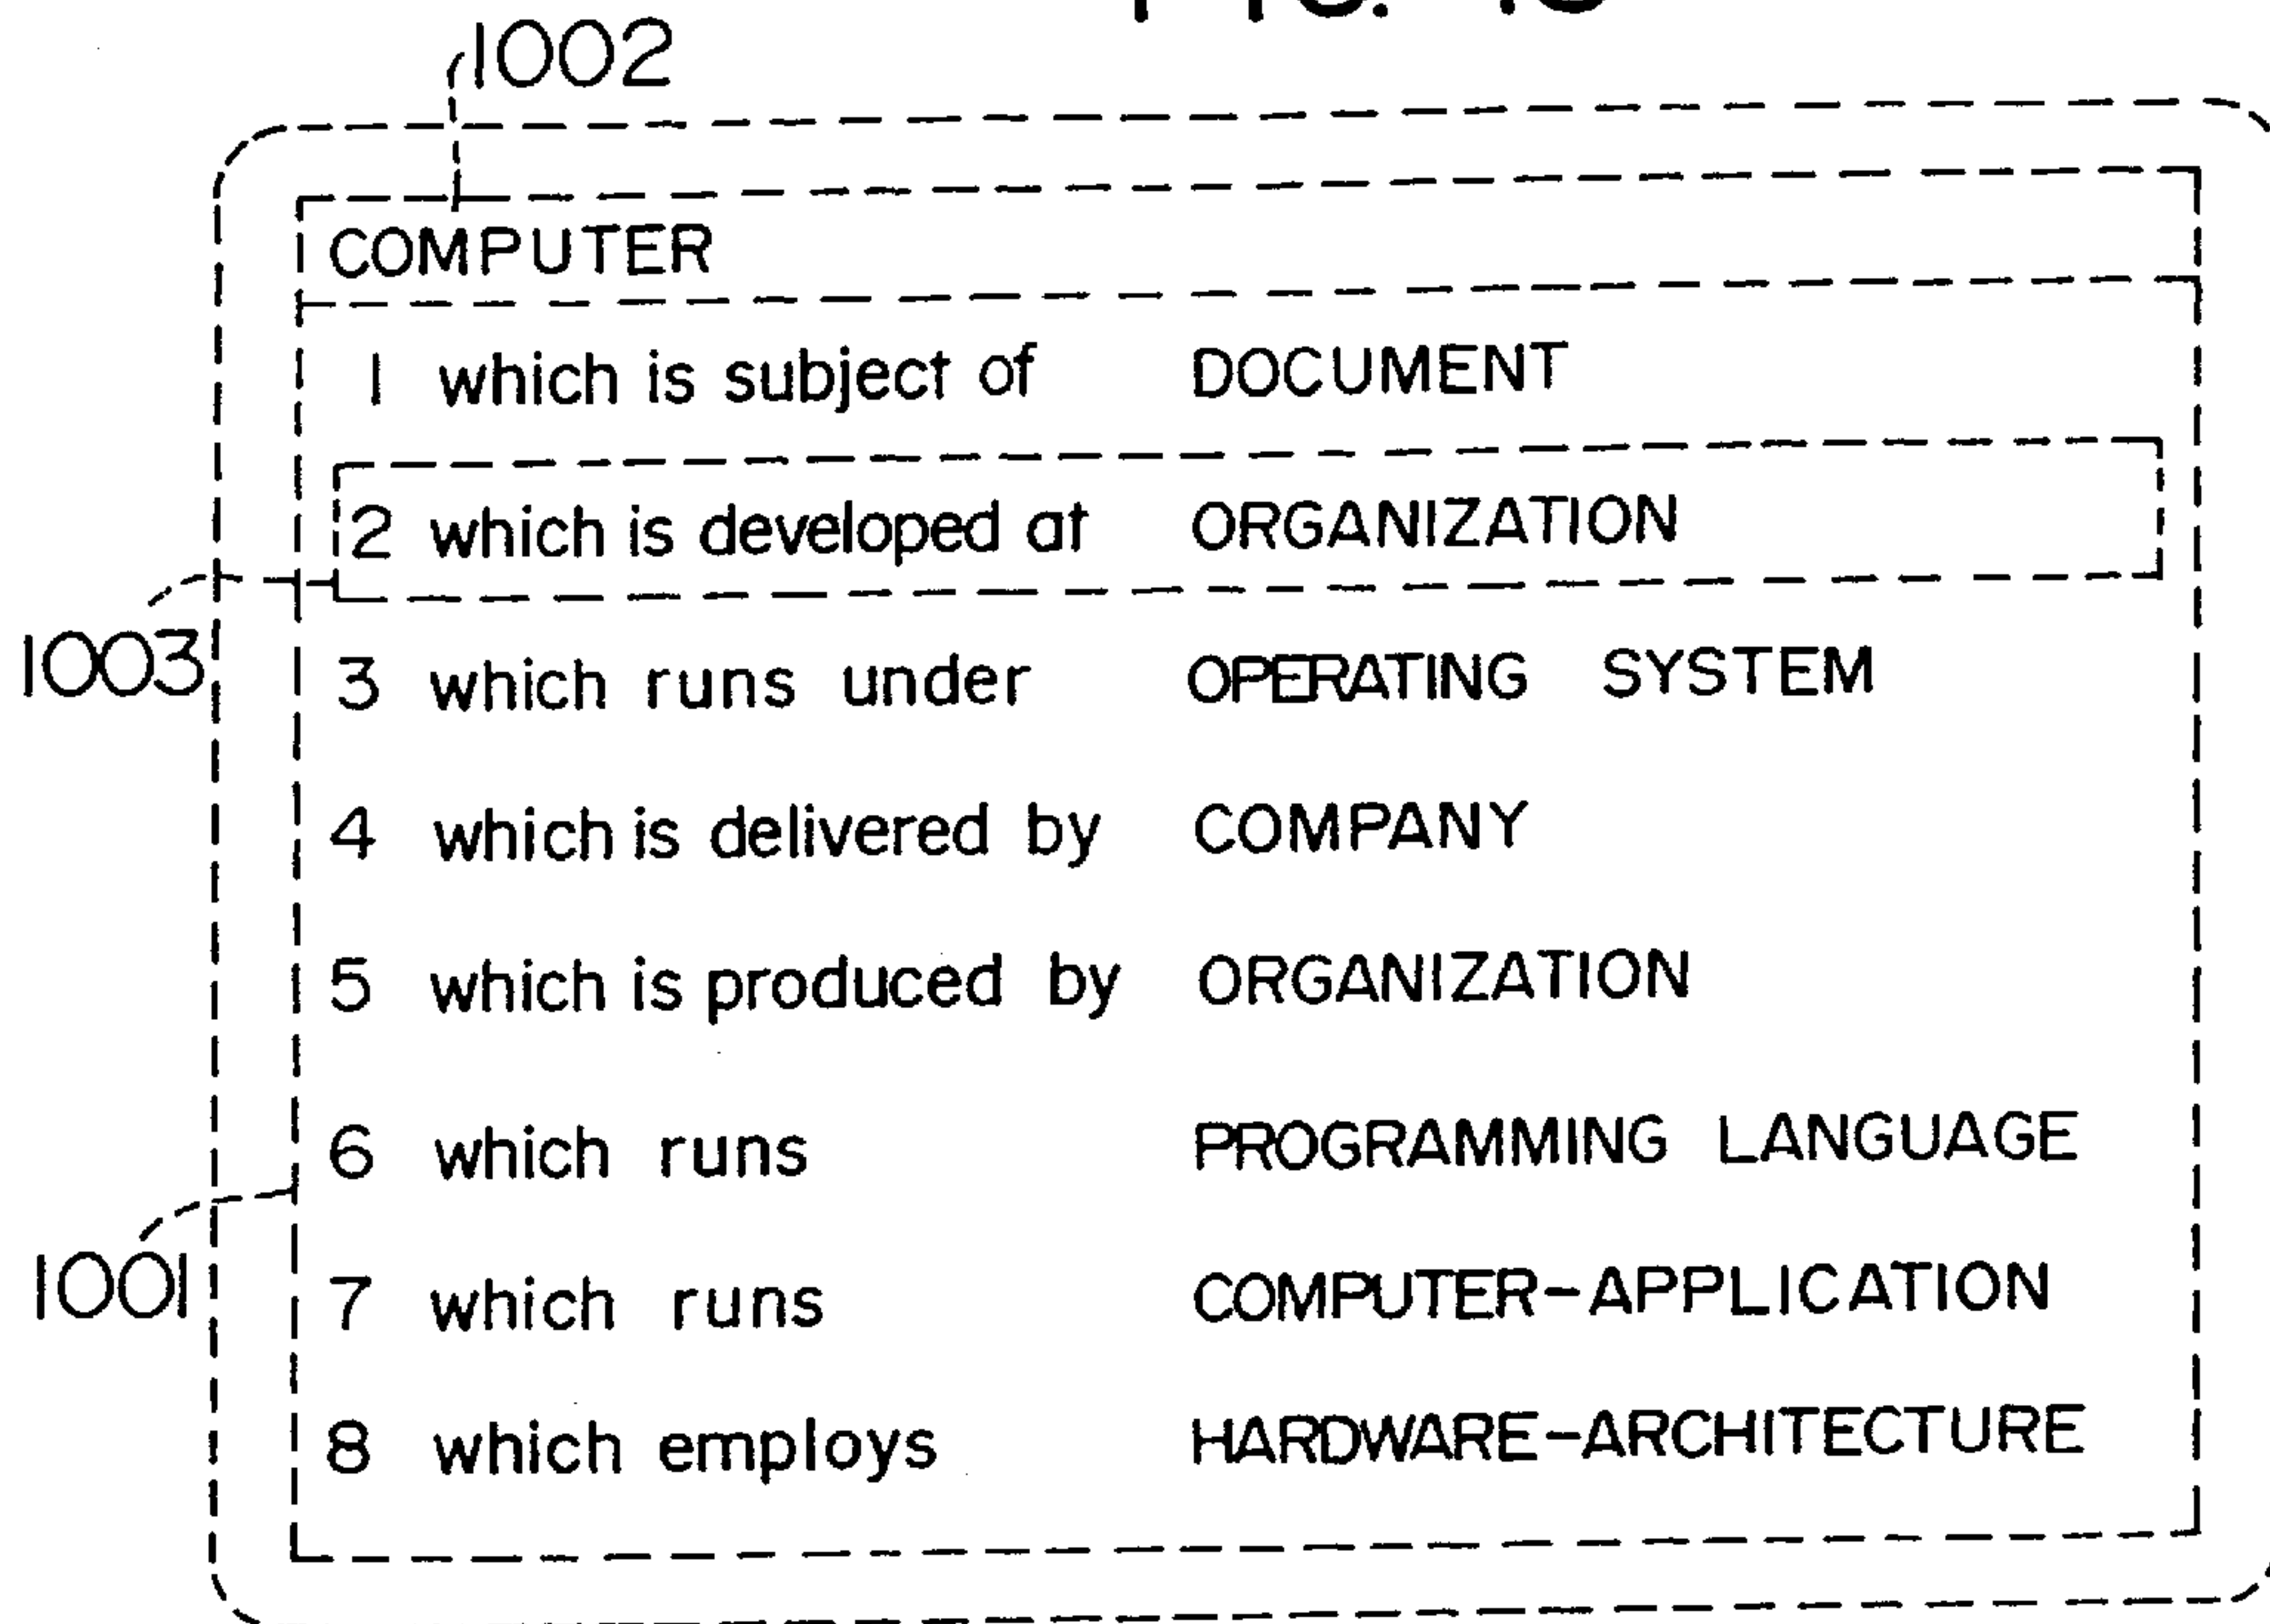 1002
COMPUTER
1 which is subject of DOCUMENT
2 which is developed at ORGANIZATION
1003
3 which runs under OPERATING SYSTEM
4 which is delivered by COMPANY
5 which is produced by ORGANIZATION
6 which runs PROGRAMMING LANGUAGE
1001
7 which runs COMPUTER-APPLICATION
8 which employs HARDWARE-ARCHITECTURE